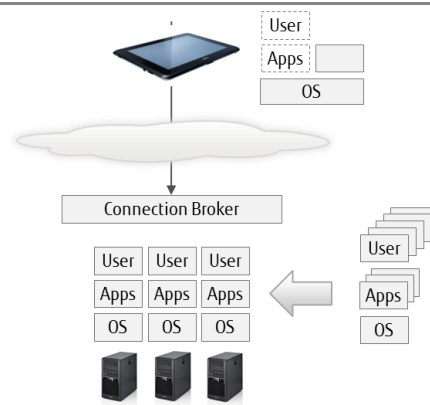 User
Apps
OS
Connection Broker
User User User
Apps Apps Apps
OS OS OS
User
Apps
OS